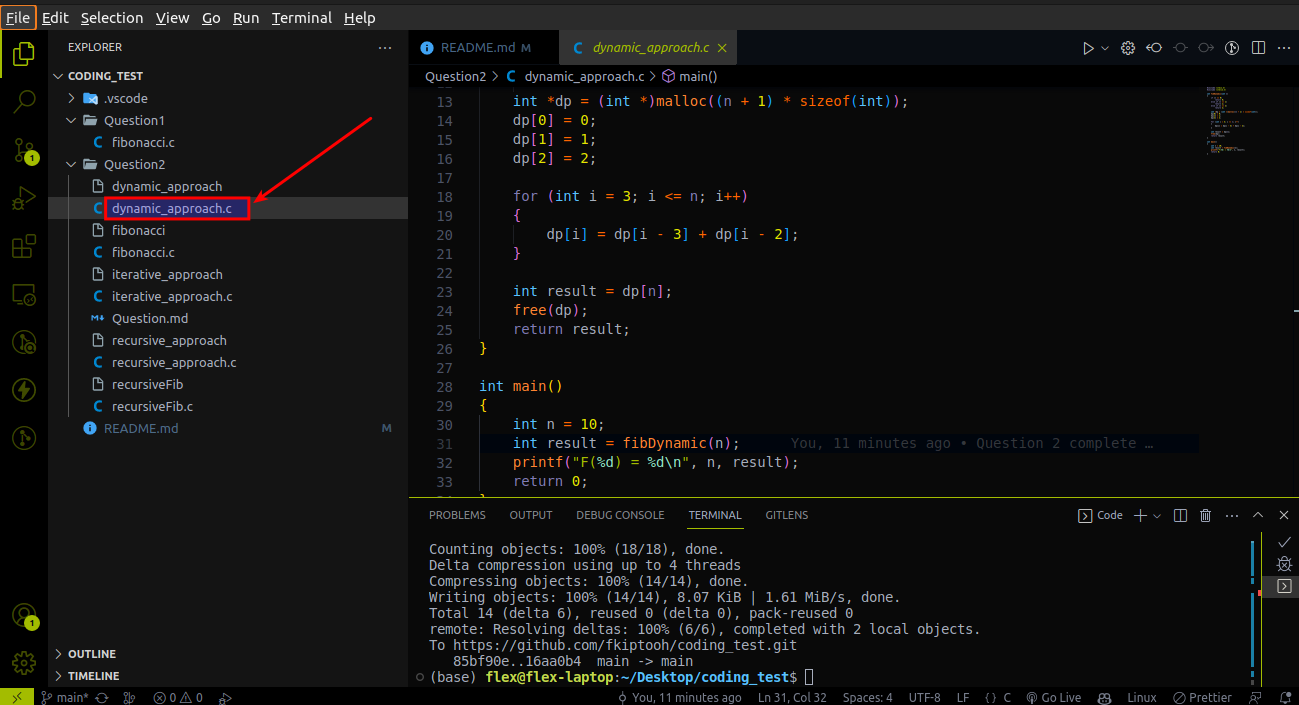 File Edit Selection View Go Run Terminal Help
EXPLORER ...
CODING_TEST
.vscode
Question1
fibonacci.c
Question2
dynamic_approach
dynamic_approach.c
fibonacci
fibonacci.c
iterative_approach
iterative_approach.c
Question.md
recursive_approach
recursive_approach.c
recursiveFib
recursiveFib.c
README.md M
OUTLINE
TIMELINE
README.md M
dynamic_approach.c
Question2 > C dynamic_approach.c > main()
13 int *dp = (int *)malloc((n + 1) * sizeof(int));
14 dp[0] = 0;
15 dp[1] = 1;
16 dp[2] = 2;
17
18 for (int i = 3; i <= n; i++)
19 {
20 dp[i] = dp[i - 3] + dp[i - 2];
21 }
22
23 int result = dp[n];
24 free(dp);
25 return result;
26 }
27
28 int main()
29 {
30 int n = 10;
31 int result = fibDynamic(n); You, 11 minutes ago • Question 2 complete …
32 printf("F(%d) = %d\n", n, result);
33 return 0;
PROBLEMS OUTPUT DEBUG CONSOLE TERMINAL GITLENS Code
Counting objects: 100% (18/18), done.
Delta compression using up to 4 threads
Compressing objects: 100% (14/14), done.
Writing objects: 100% (14/14), 8.07 KiB | 1.61 MiB/s, done.
Total 14 (delta 6), reused 0 (delta 0), pack-reused 0
remote: Resolving deltas: 100% (6/6), completed with 2 local objects.
To https://github.com/fkiptooh/coding_test.git
85bf90e..16aa0b4 main -> main
(base) flex@flex-laptop:~/Desktop/coding_test$
main* 0 0 You, 11 minutes ago Ln 31, Col 32 Spaces: 4 UTF-8 LF {} C Go Live Linux Prettier